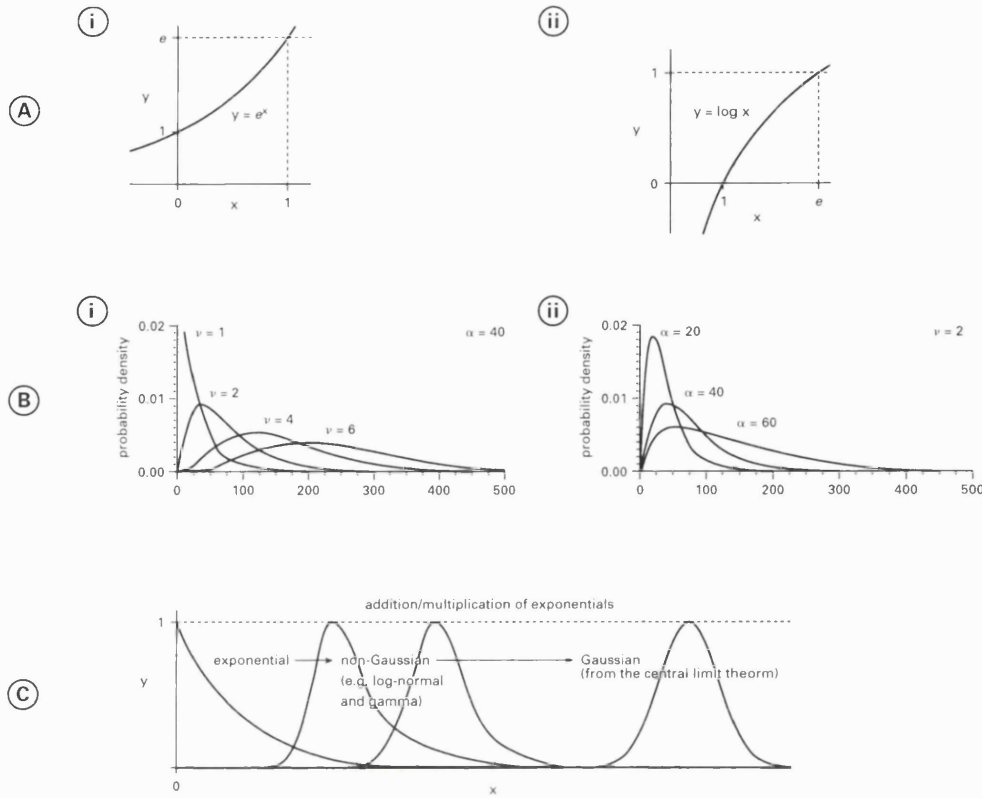 i
ii
A
e
y
1
y = eˣ
0
x
1
1
y
0
y = log x
1
e
x
i
ii
B
probability density
0.02
0.01
0.00
ν = 1
ν = 2
ν = 4
ν = 6
α = 40
0
100
200
300
400
500
probability density
0.02
0.01
0.00
α = 20
α = 40
α = 60
ν = 2
0
100
200
300
400
500
C
addition/multiplication of exponentials
1
y
exponential
non-Gaussian
(e.g. log-normal
and gamma)
Gaussian
(from the central limit theorm)
0
x